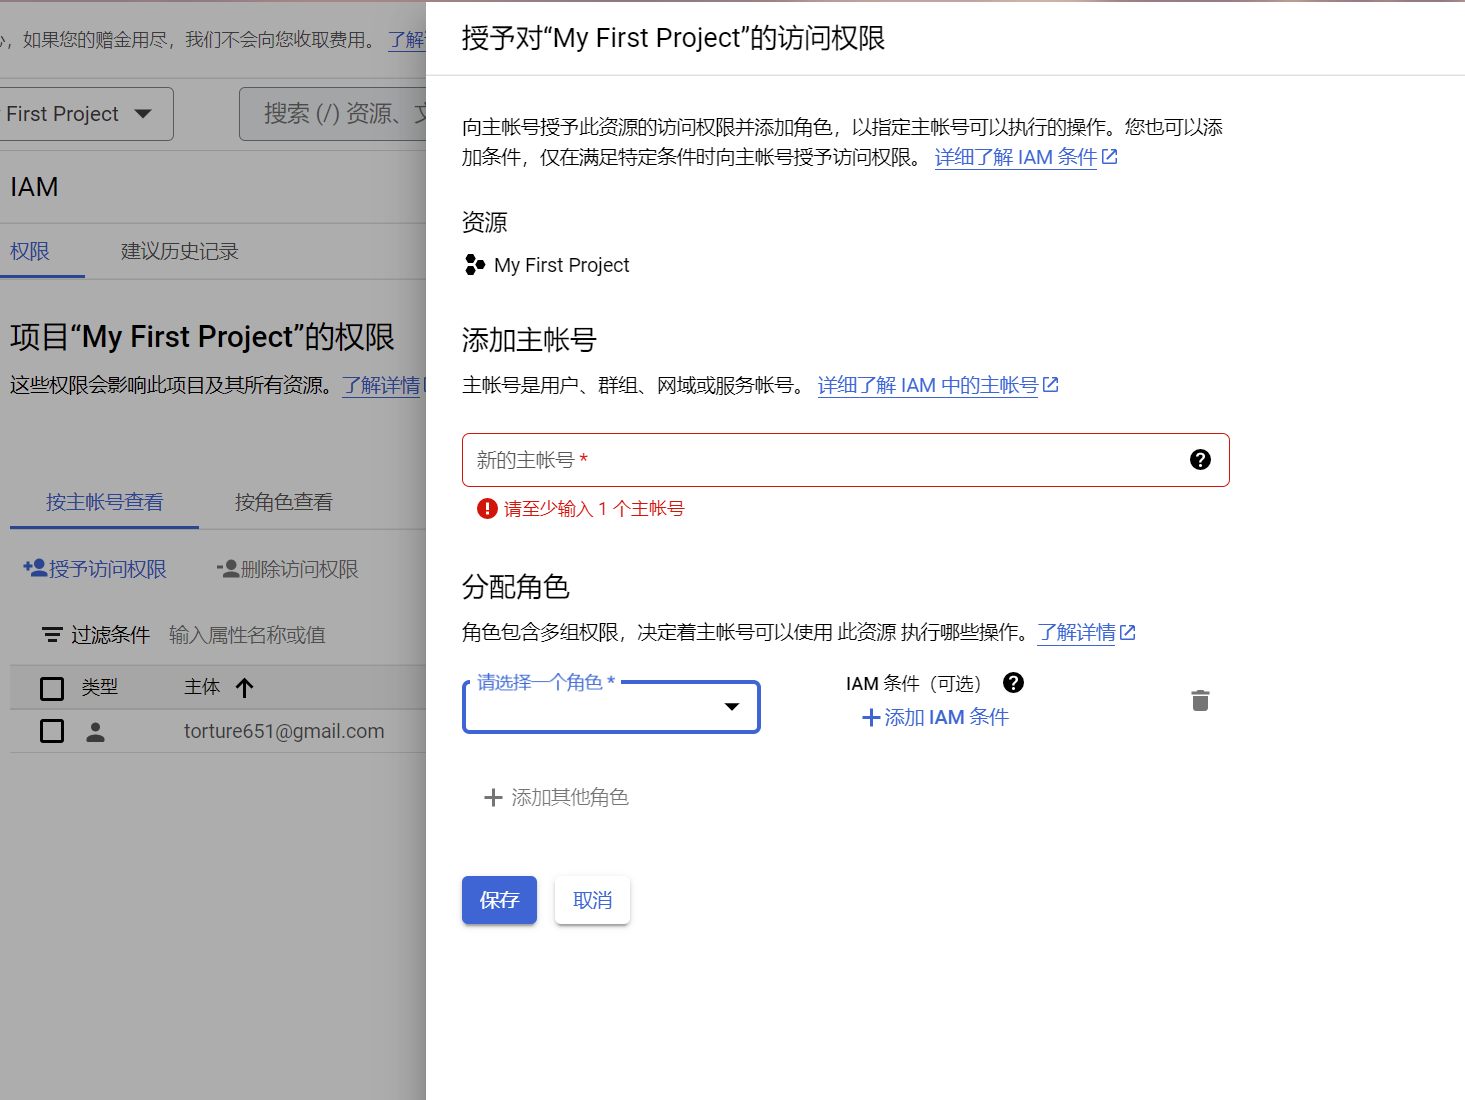 如果您的赠金用尽，我们不会向您收取费用。 了解
First Project
搜索 (/) 资源、文
IAM
权限
建议历史记录
项目“My First Project”的权限
这些权限会影响此项目及其所有资源。 了解详情
按主帐号查看
按角色查看
授予访问权限
删除访问权限
过滤条件 输入属性名称或值
类型 主体
torture651@gmail.com
授予对“My First Project”的访问权限
向主帐号授予此资源的访问权限并添加角色，以指定主帐号可以执行的操作。您也可以添
加条件，仅在满足特定条件时向主帐号授予访问权限。 详细了解 IAM 条件
资源
My First Project
添加主帐号
主帐号是用户、群组、网域或服务帐号。 详细了解 IAM 中的主帐号
新的主帐号 *
请至少输入 1 个主帐号
分配角色
角色包含多组权限，决定着主帐号可以使用 此资源 执行哪些操作。 了解详情
请选择一个角色 *
IAM 条件（可选）
添加 IAM 条件
添加其他角色
保存
取消